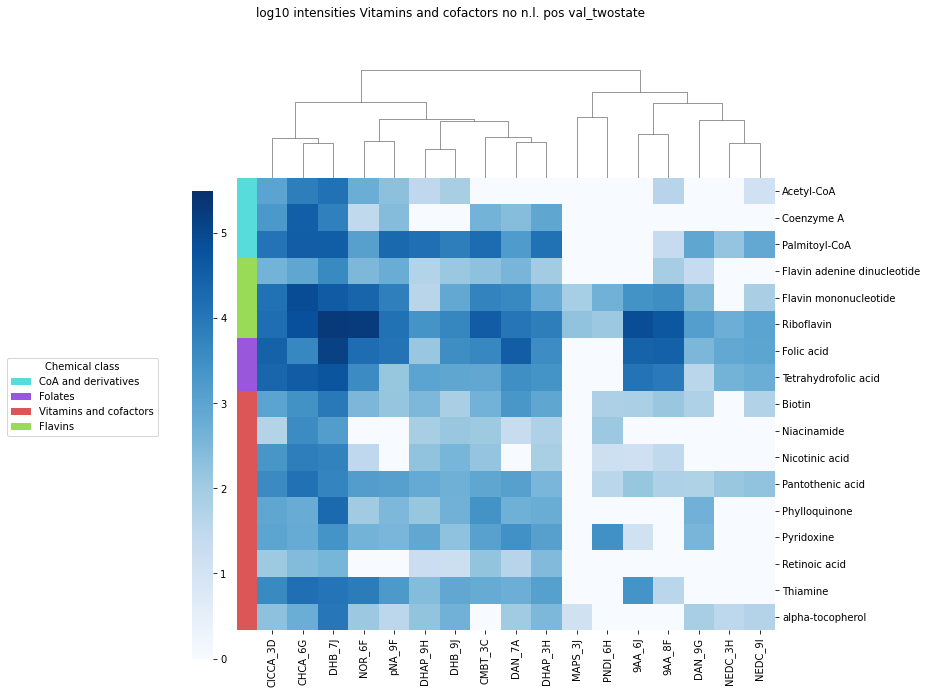 log10 intensities Vitamins and cofactors no n.l. pos val_twostate
Acetyl-CoA
Coenzyme A
Palmitoyl-CoA
Flavin adenine dinucleotide
Flavin mononucleotide
Riboflavin
Folic acid
Tetrahydrofolic acid
Biotin
Niacinamide
Nicotinic acid
Pantothenic acid
Phylloquinone
Pyridoxine
Retinoic acid
Thiamine
alpha-tocopherol
5
4
3
2
1
0
Chemical class
CoA and derivatives
Folates
Vitamins and cofactors
Flavins
CICCA_3D
CHCA_6G
DHB_7J
NOR_6F
pNA_9F
DHAP_9H
DHB_9J
CMBT_3C
DAN_7A
DHAP_3H
MAPS_3J
PNDI_6H
9AA_6J
9AA_8F
DAN_9G
NEDC_3H
NEDC_9I